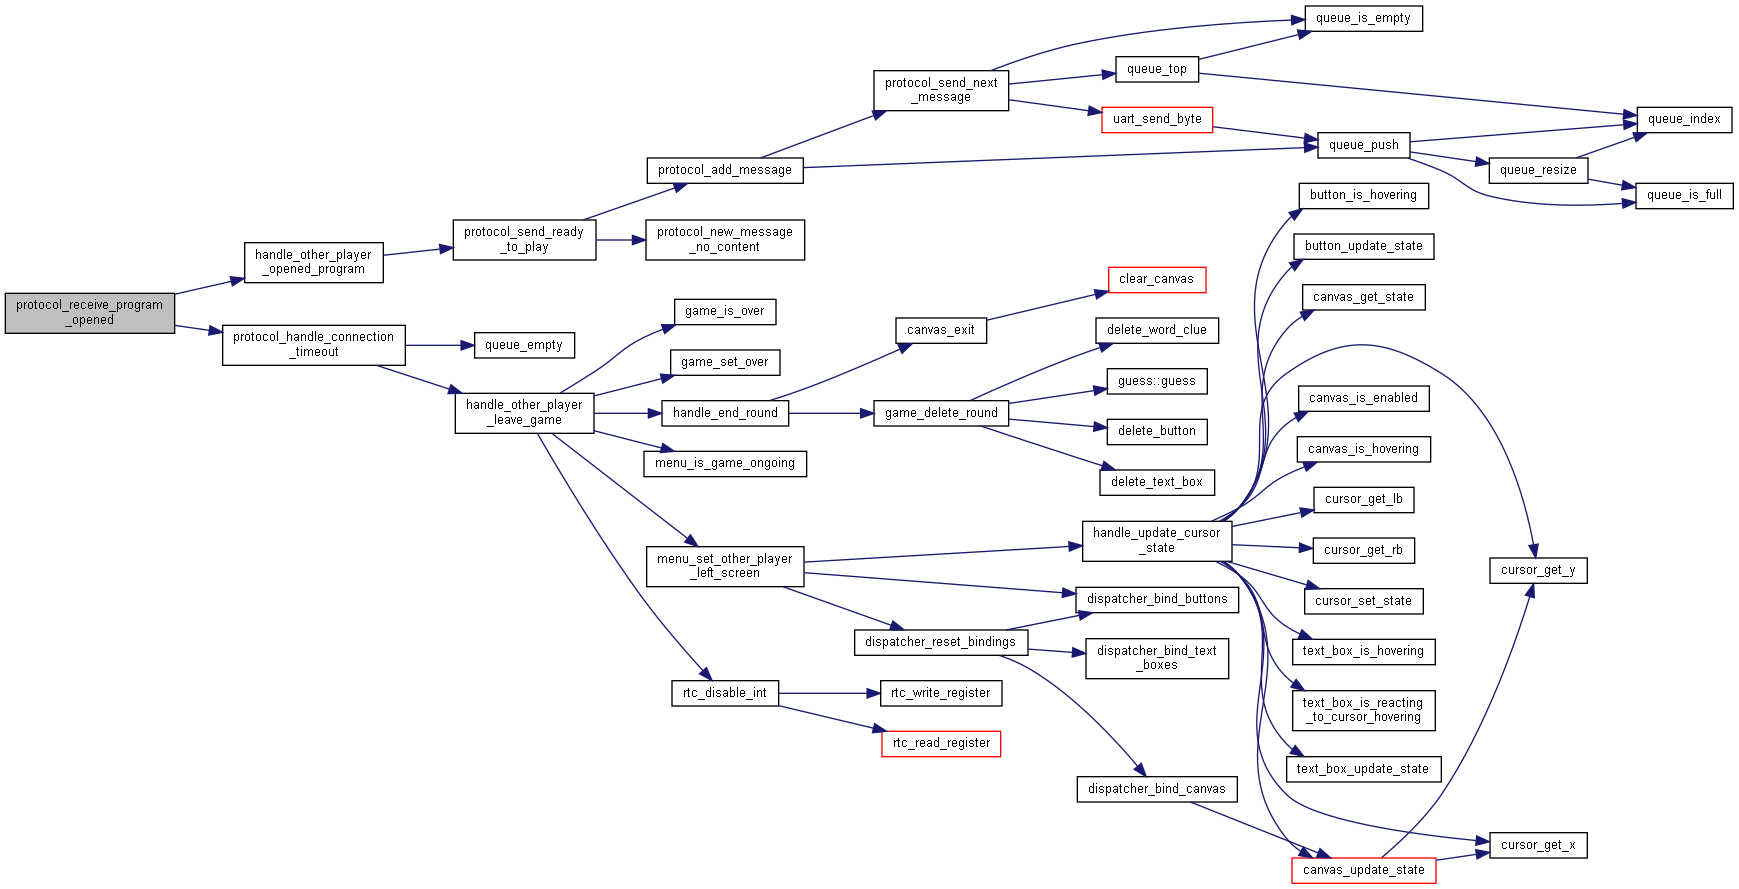 protocol_receive_program
_opened
handle_other_player
_opened_program
protocol_handle_connection
_timeout
protocol_send_ready
_to_play
queue_empty
handle_other_player
_leave_game
protocol_add_message
protocol_new_message
_no_content
game_is_over
game_set_over
handle_end_round
menu_is_game_ongoing
menu_set_other_player
_left_screen
rtc_disable_int
protocol_send_next
_message
canvas_exit
game_delete_round
dispatcher_reset_bindings
rtc_write_register
rtc_read_register
queue_top
uart_send_byte
clear_canvas
delete_word_clue
guess::guess
delete_button
delete_text_box
handle_update_cursor
_state
dispatcher_bind_buttons
dispatcher_bind_text
_boxes
dispatcher_bind_canvas
queue_is_empty
queue_push
button_is_hovering
button_update_state
canvas_get_state
canvas_is_enabled
canvas_is_hovering
cursor_get_lb
cursor_get_rb
cursor_set_state
text_box_is_hovering
text_box_is_reacting
_to_cursor_hovering
text_box_update_state
canvas_update_state
queue_resize
cursor_get_y
cursor_get_x
queue_index
queue_is_full